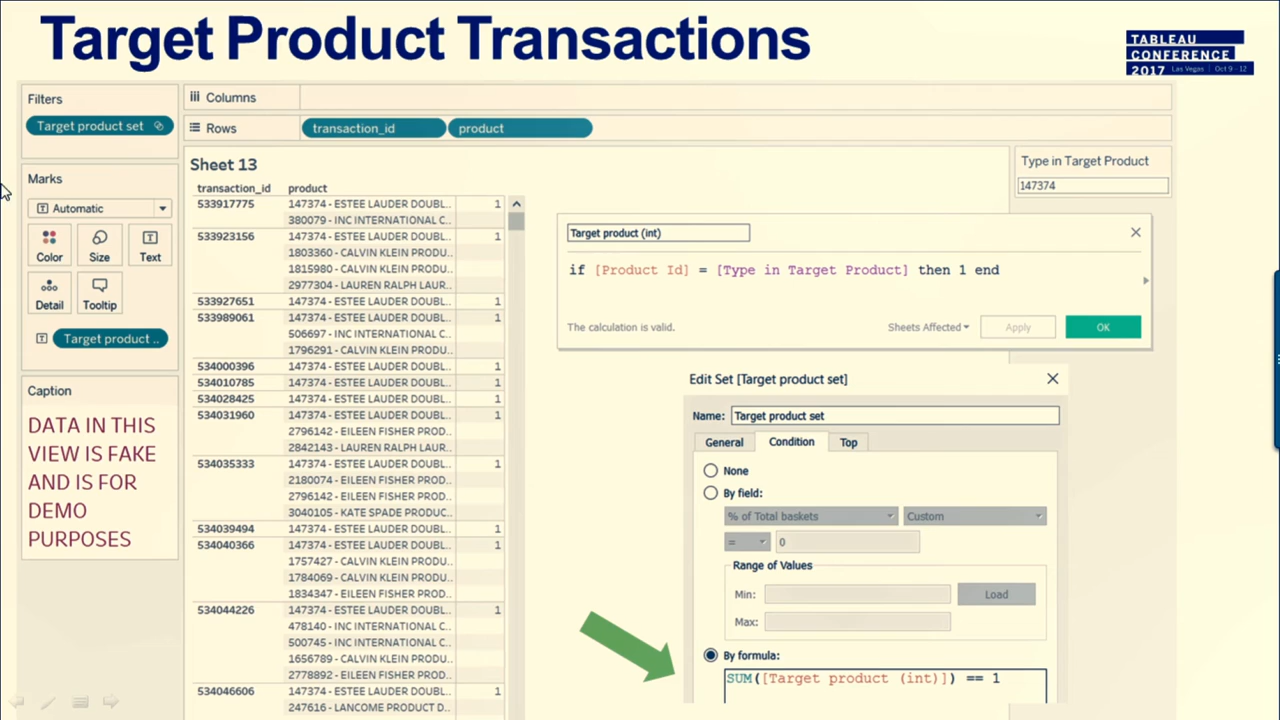 Target Product Transactions
TABLEAU
CONFERENCE
2017 Las Vegas | Oct 9 - 12
Filters
Target product set
Marks
Automatic
Color
Size
Text
Detail
Tooltip
Target product ..
Caption
DATA IN THIS
VIEW IS FAKE
AND IS FOR
DEMO
PURPOSES
Columns
Rows
transaction_id
product
Sheet 13
transaction_id product
533917775 147374 - ESTEE LAUDER DOUBL.. 1
380079 - INC INTERNATIONAL C..
533923156 147374 - ESTEE LAUDER DOUBL.. 1
1803360 - CALVIN KLEIN PRODU..
1815980 - CALVIN KLEIN PRODU..
2977304 - LAUREN RALPH LAUR..
533927651 147374 - ESTEE LAUDER DOUBL.. 1
533989061 147374 - ESTEE LAUDER DOUBL.. 1
506697 - INC INTERNATIONAL C..
1796291 - CALVIN KLEIN PRODU..
534000396 147374 - ESTEE LAUDER DOUBL.. 1
534010785 147374 - ESTEE LAUDER DOUBL.. 1
534028425 147374 - ESTEE LAUDER DOUBL.. 1
534031960 147374 - ESTEE LAUDER DOUBL.. 1
2796142 - EILEEN FISHER PROD..
2842143 - LAUREN RALPH LAUR..
534035333 147374 - ESTEE LAUDER DOUBL.. 1
2180074 - EILEEN FISHER PROD..
2796142 - EILEEN FISHER PROD..
3040105 - KATE SPADE PRODUC..
534039494 147374 - ESTEE LAUDER DOUBL.. 1
534040366 147374 - ESTEE LAUDER DOUBL.. 1
1757427 - CALVIN KLEIN PRODU..
1784069 - CALVIN KLEIN PRODU..
1834347 - EILEEN FISHER PROD..
534044226 147374 - ESTEE LAUDER DOUBL.. 1
478140 - INC INTERNATIONAL C..
500745 - INC INTERNATIONAL C..
1656789 - CALVIN KLEIN PRODU..
2778892 - EILEEN FISHER PROD..
534046606 147374 - ESTEE LAUDER DOUBL.. 1
247616 - LANCOME PRODUCT D..
Type in Target Product
147374
Target product (int)
if [Product Id] = [Type in Target Product] then 1 end
The calculation is valid.
Sheets Affected
Apply
OK
Edit Set [Target product set]
Name: Target product set
General
Condition
Top
None
By field:
% of Total baskets
Custom
= 0
Range of Values
Min:
Load
Max:
By formula:
SUM([Target product (int)]) == 1